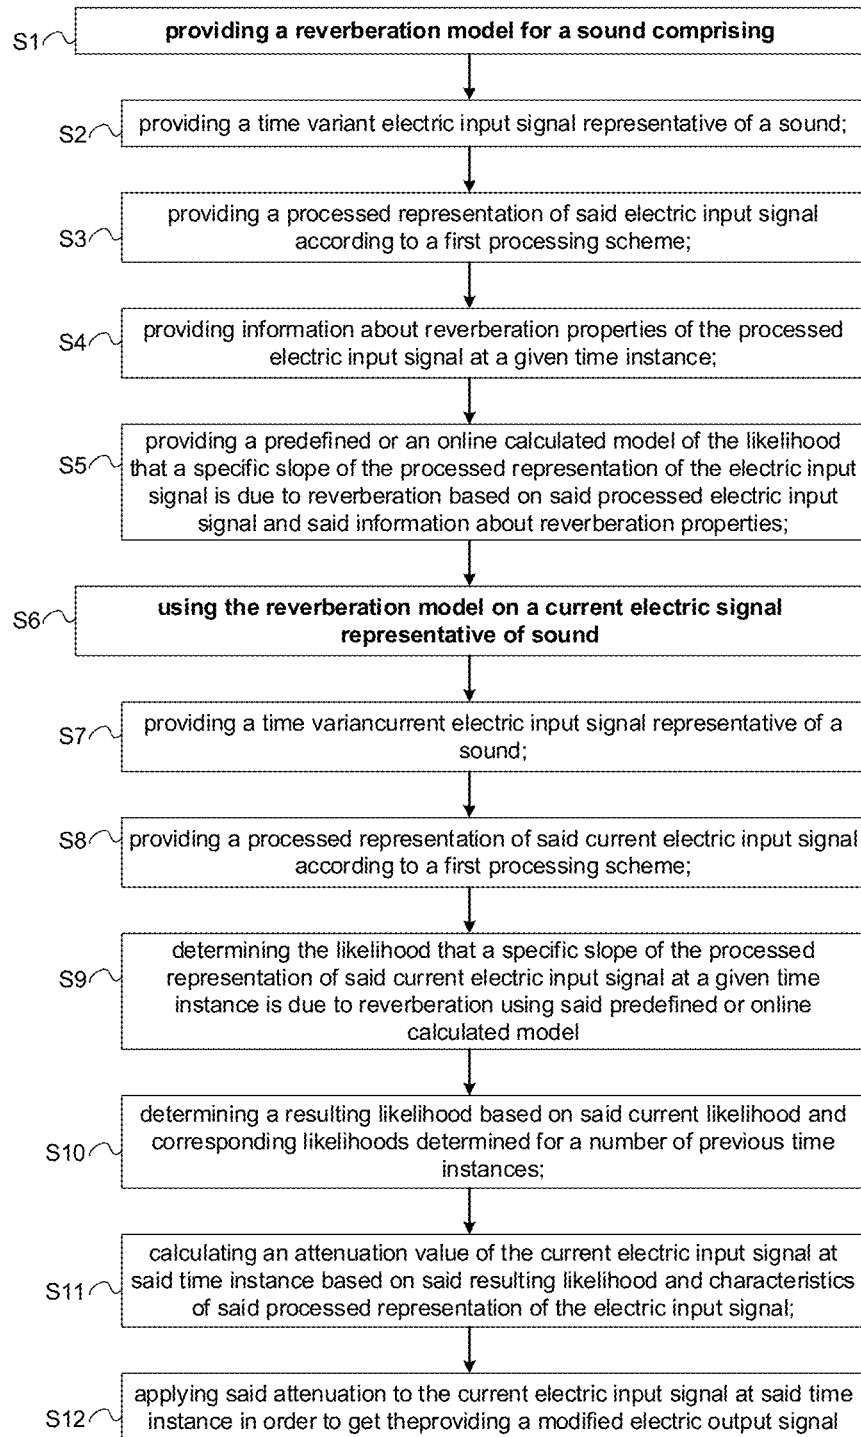 S1
providing a reverberation model for a sound comprising
S2
providing a time variant electric input signal representative of a sound;
S3
providing a processed representation of said electric input signal
according to a first processing scheme;
S4
providing information about reverberation properties of the processed
electric input signal at a given time instance;
S5
providing a predefined or an online calculated model of the likelihood
that a specific slope of the processed representation of the electric input
signal is due to reverberation based on said processed electric input
signal and said information about reverberation properties;
S6
using the reverberation model on a current electric signal
representative of sound
S7
providing a time variancurrent electric input signal representative of a
sound;
S8
providing a processed representation of said current electric input signal
according to a first processing scheme;
S9
determining the likelihood that a specific slope of the processed
representation of said current electric input signal at a given time
instance is due to reverberation using said predefined or online
calculated model
S10
determining a resulting likelihood based on said current likelihood and
corresponding likelihoods determined for a number of previous time
instances;
S11
calculating an attenuation value of the current electric input signal at
said time instance based on said resulting likelihood and characteristics
of said processed representation of the electric input signal;
S12
applying said attenuation to the current electric input signal at said time
instance in order to get theproviding a modified electric output signal